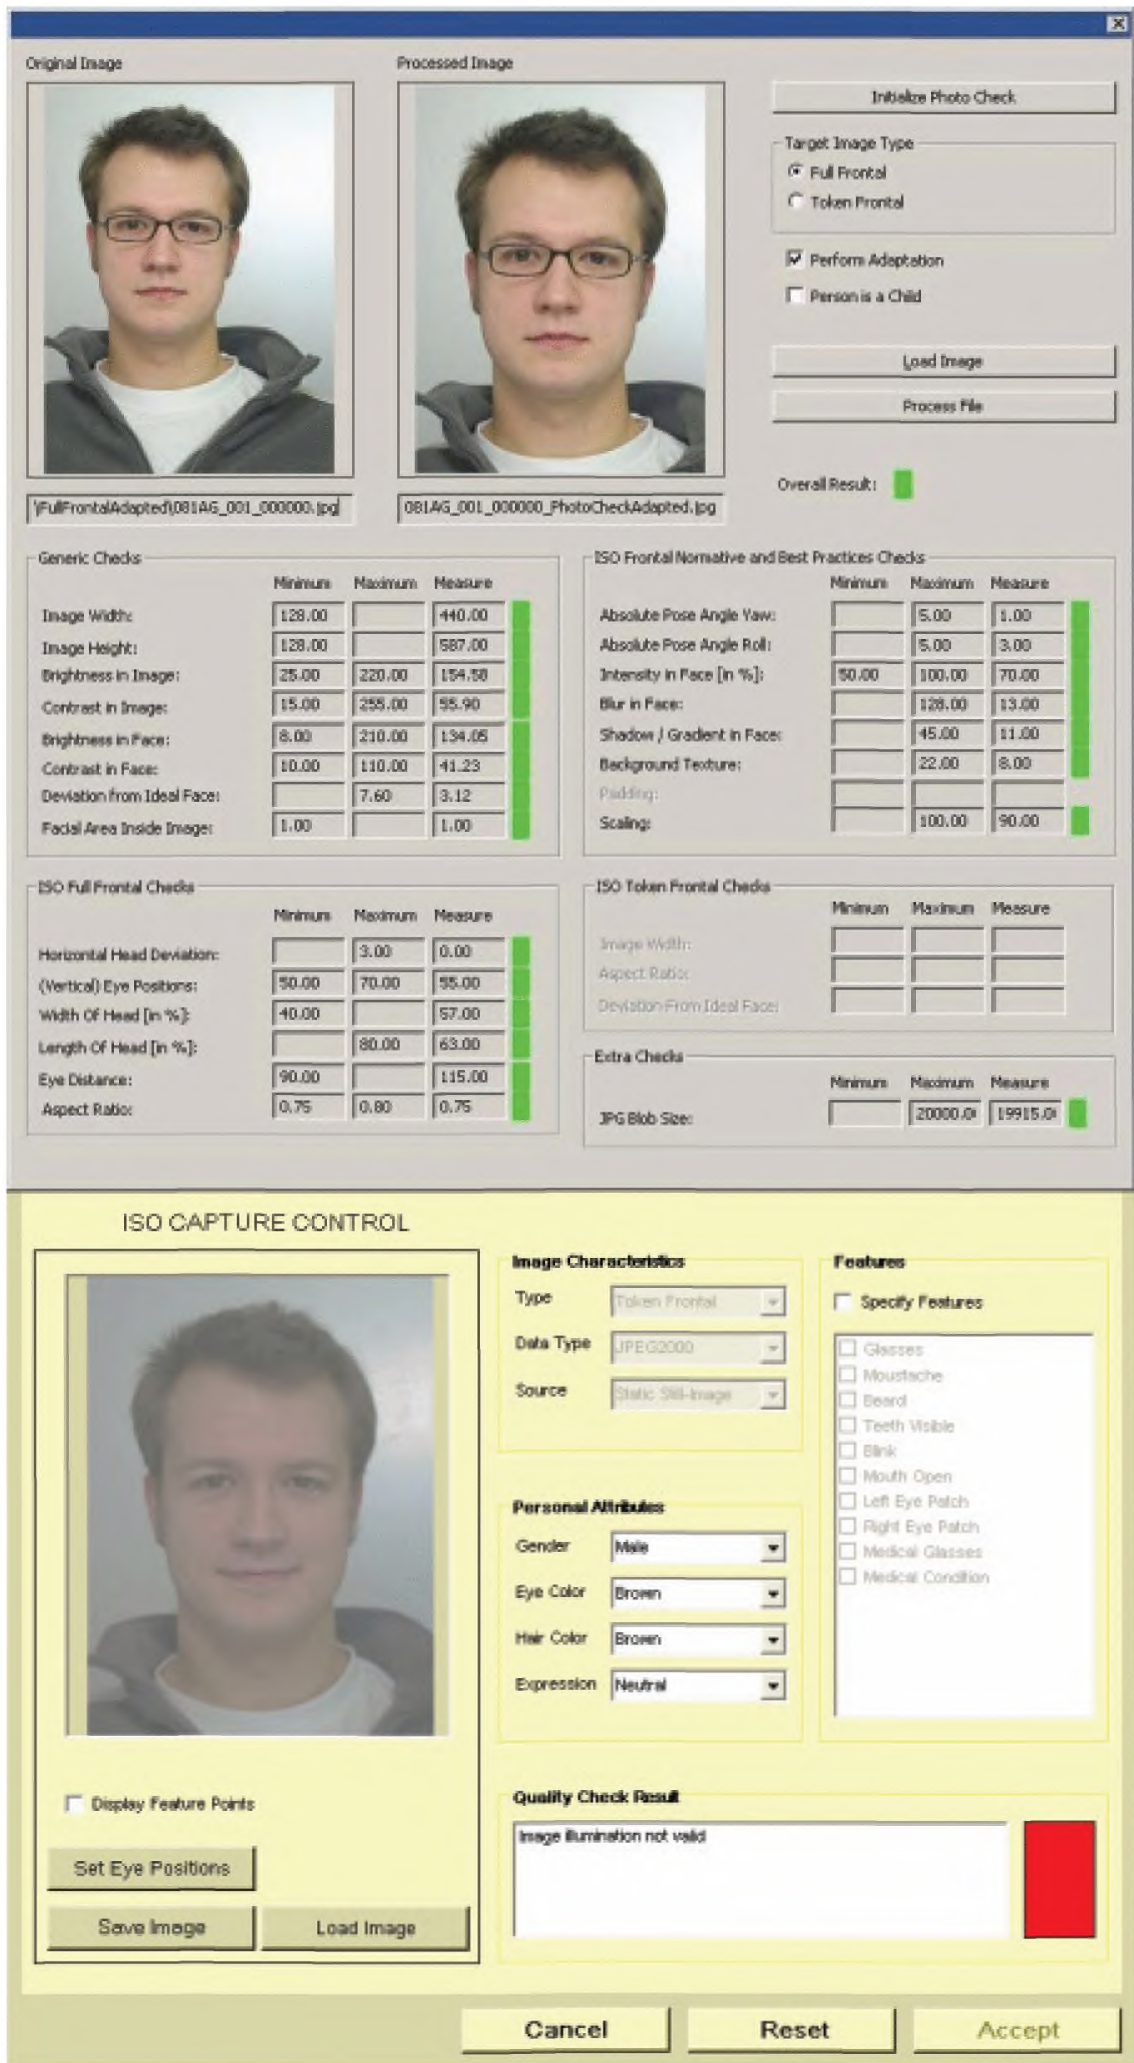 Original Image
Processed Image
Initialize Photo Check
Target Image Type
Full Frontal
Token Frontal
Perform Adaptation
Person is a Child
Load Image
Process File
Overall Result:
\FullFrontalAdapted\081AG_001_000000.jpg
081AG_001_000000_PhotoCheckAdapted.jpg
Generic Checks
Minimum Maximum Measure
Image Width: 128.00 440.00
Image Height: 128.00 587.00
Brightness in Image: 25.00 220.00 154.58
Contrast in Image: 15.00 255.00 55.90
Brightness in Face: 8.00 210.00 134.05
Contrast in Face: 10.00 110.00 41.23
Deviation from Ideal Face: 7.60 3.12
Facial Area Inside Image: 1.00 1.00
ISO Frontal Normative and Best Practices Checks
Minimum Maximum Measure
Absolute Pose Angle Yaw: 5.00 1.00
Absolute Pose Angle Roll: 5.00 3.00
Intensity in Face [in %]: 50.00 100.00 70.00
Blur in Face: 128.00 13.00
Shadow / Gradient in Face: 45.00 11.00
Background Texture: 22.00 8.00
Padding:
Scaling: 100.00 90.00
ISO Full Frontal Checks
Minimum Maximum Measure
Horizontal Head Deviation: 3.00 0.00
(Vertical) Eye Positions: 50.00 70.00 55.00
Width Of Head [in %]: 40.00 57.00
Length Of Head [in %]: 80.00 63.00
Eye Distance: 90.00 115.00
Aspect Ratio: 0.75 0.80 0.75
ISO Token Frontal Checks
Minimum Maximum Measure
Image Width:
Aspect Ratio:
Deviation From Ideal Face:
Extra Checks
Minimum Maximum Measure
JPG Blob Size: 20000.0 19915.0
ISO CAPTURE CONTROL
Display Feature Points
Set Eye Positions
Save Image
Load Image
Image Characteristics
Type Token Frontal
Data Type JPEG2000
Source Static Still-Image
Personal Attributes
Gender Male
Eye Color Brown
Hair Color Brown
Expression Neutral
Features
Specify Features
Glasses
Moustache
Beard
Teeth Visible
Blink
Mouth Open
Left Eye Patch
Right Eye Patch
Medical Glasses
Medical Condition
Quality Check Result
Image illumination not valid
Cancel
Reset
Accept